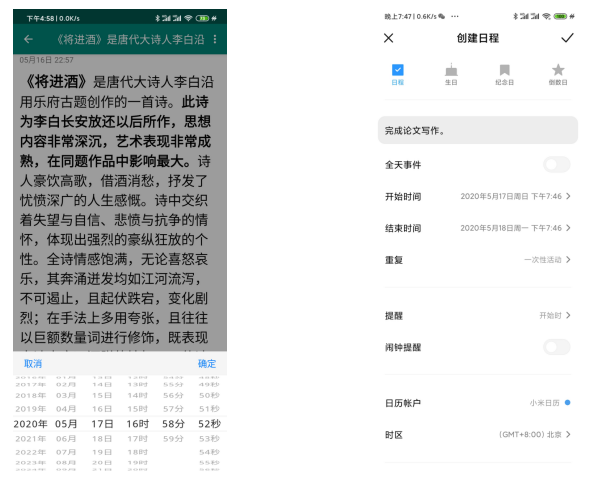 下午4:58 | 0.0K/s
《将进酒》是唐代大诗人李白沿
05月16日 22:57
《将进酒》是唐代大诗人李白沿
用乐府古题创作的一首诗。此诗
为李白长安放还以后所作，思想
内容非常深沉，艺术表现非常成
熟，在同题作品中影响最大。诗
人豪饮高歌，借酒消愁，抒发了
忧愤深广的人生感慨。诗中交织
着失望与自信、悲愤与抗争的情
怀，体现出强烈的豪纵狂放的个
性。全诗情感饱满，无论喜怒哀
乐，其奔涌迸发均如江河流泻，
不可遏止，且起伏跌宕，变化剧
烈；在手法上多用夸张，且往往
以巨额数量词进行修饰，既表现
取消 确定
2017年 02月 14日 13时 55分 49秒
2018年 03月 15日 14时 56分 50秒
2019年 04月 16日 15时 57分 51秒
2020年 05月 17日 16时 58分 52秒
2021年 06月 18日 17时 59分 53秒
2022年 07月 19日 18时 54秒
2023年 08月 20日 19时 55秒
晚上7:47 | 0.6K/s
创建日程
日程 生日 纪念日 倒数日
完成论文写作。
全天事件
开始时间 2020年5月17日周日 下午7:46
结束时间 2020年5月18日周一 下午7:46
重复 一次性活动
提醒 开始时
闹钟提醒
日历帐户 小米日历
时区 (GMT+8:00) 北京